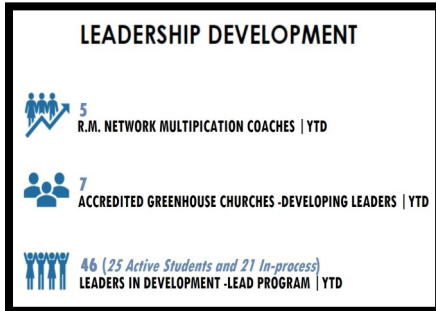 LEADERSHIP DEVELOPMENT
5
R.M. NETWORK MULTIPICATION COACHES | YTD
7
ACCREDITED GREENHOUSE CHURCHES -DEVELOPING LEADERS | YTD
46 (25 Active Students and 21 In-process)
LEADERS IN DEVELOPMENT -LEAD PROGRAM | YTD